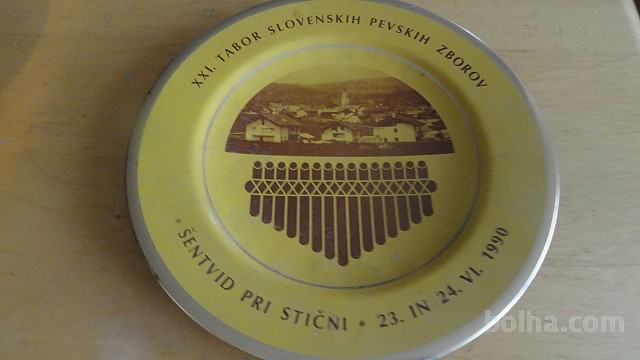 XXI. TABOR SLOVENSKIH PEVSKIH ZBOROV
* ŠENTVID PRI STIČNI * 23. IN 24. VI. 1990
bolha.com